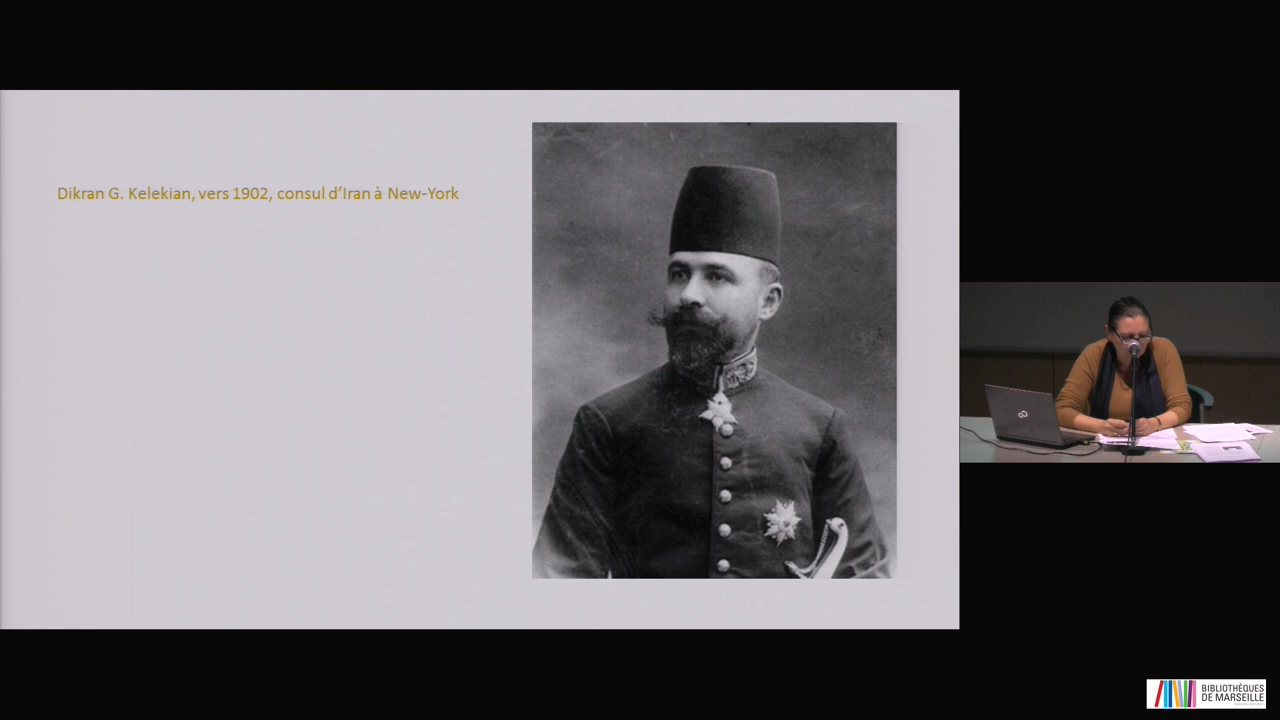 Dikran G. Kelekian, vers 1902, consul d'Iran à New-York
BIBLIOTHÈQUES
DE MARSEILLE